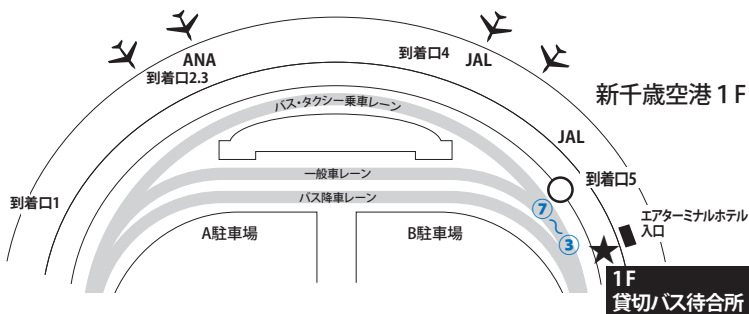 ANA
到着口2.3
到着口4
JAL
新千歳空港 1 F
バス・タクシー乗車レーン
JAL
一般車レーン
到着口5
到着口1
バス降車レーン
⑦
エアターミナルホテル
入口
A駐車場
B駐車場
～
③
1 F
貸切バス待合所